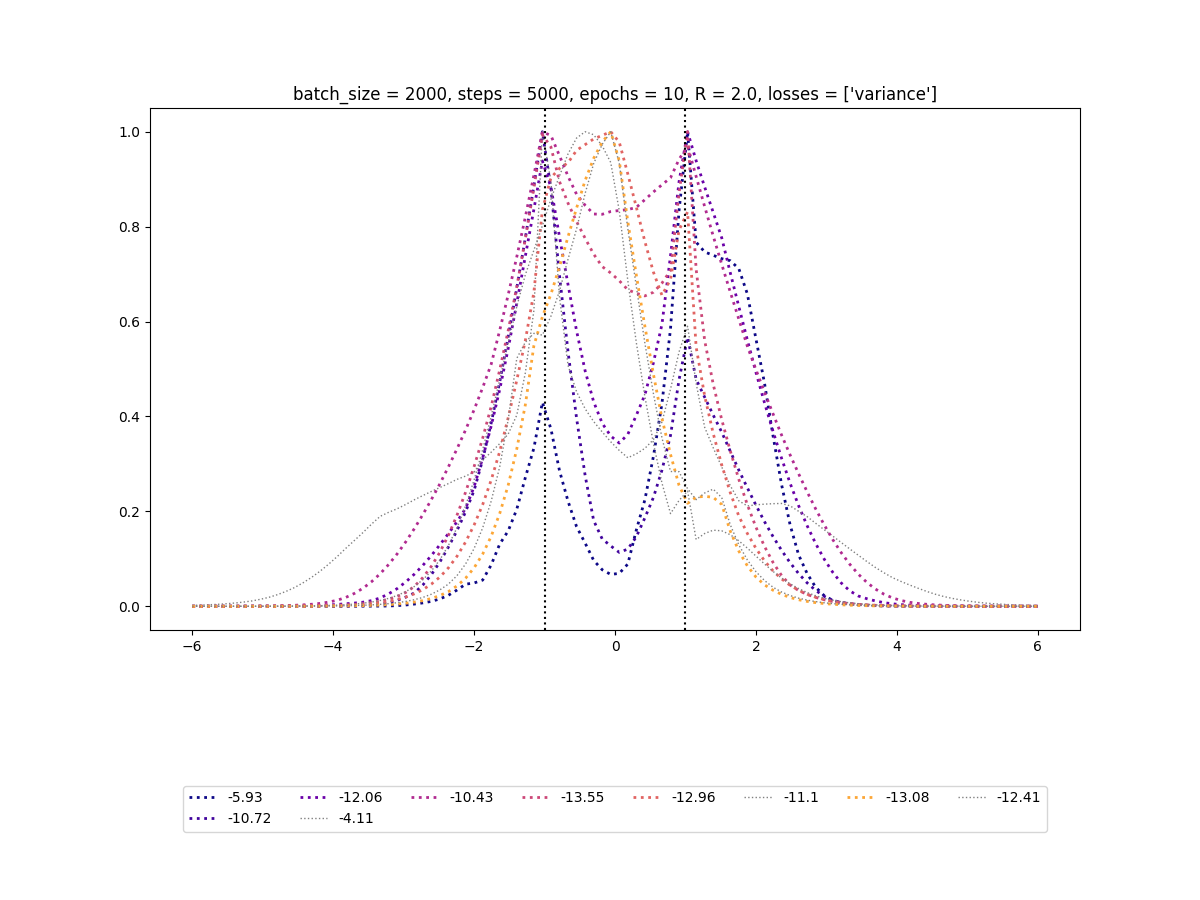 batch_size = 2000, steps = 5000, epochs = 10, R = 2.0, losses = ['variance']
1.0
0.8
0.6
0.4
0.2
0.0
−6 −4 −2 0 2 4 6
-5.93 -12.06 -10.43 -13.55 -12.96 -11.1 -13.08 -12.41
-10.72 -4.11